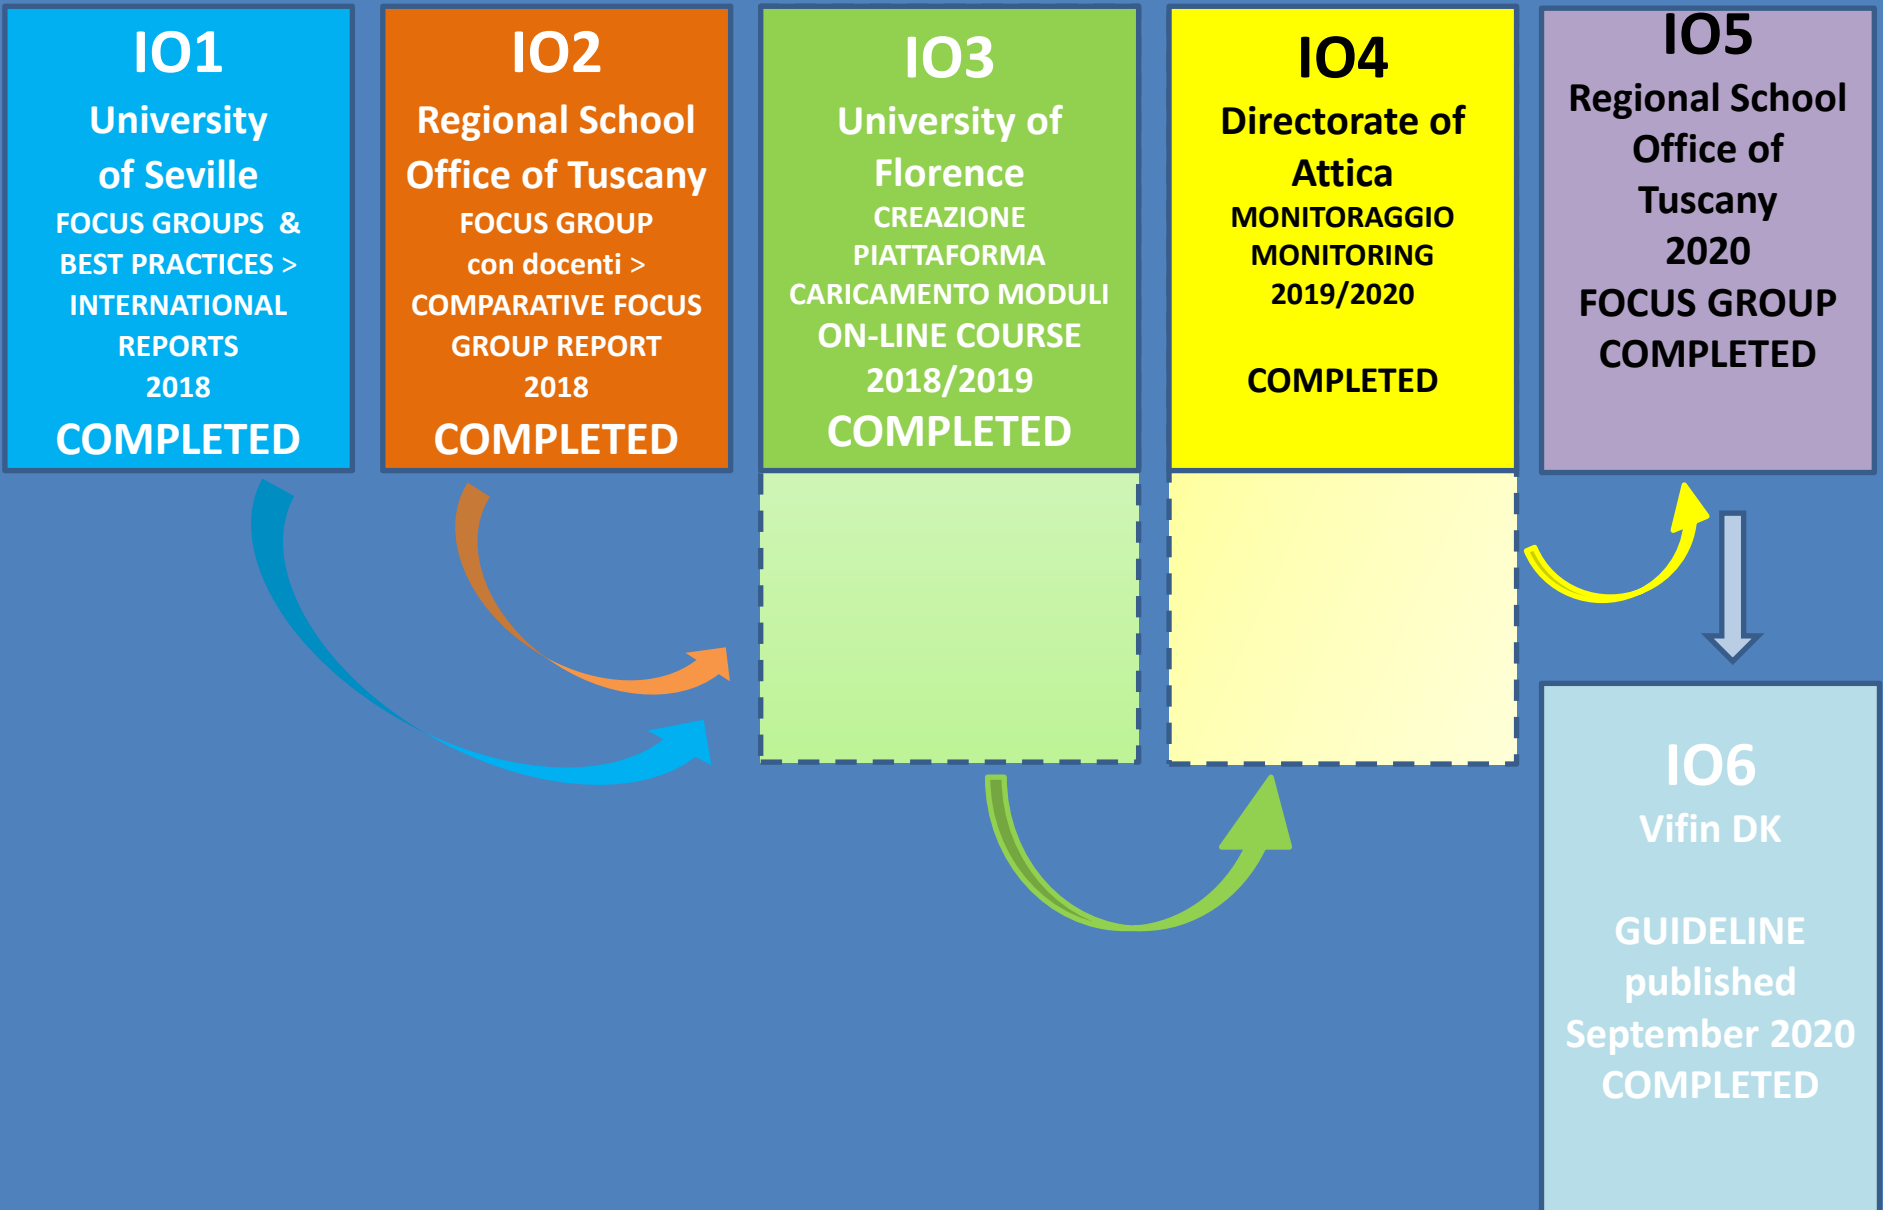 IO1
University
of Seville
FOCUS GROUPS &
BEST PRACTICES >
INTERNATIONAL
REPORTS
2018
COMPLETED
IO2
Regional School
Office of Tuscany
FOCUS GROUP
con docenti >
COMPARATIVE FOCUS
GROUP REPORT
2018
COMPLETED
IO3
University of
Florence
CREAZIONE
PIATTAFORMA
CARICAMENTO MODULI
ON-LINE COURSE
2018/2019
COMPLETED
IO4
Directorate of
Attica
MONITORAGGIO
MONITORING
2019/2020
COMPLETED
IO5
Regional School
Office of
Tuscany
2020
FOCUS GROUP
COMPLETED
IO6
Vifin DK
GUIDELINE
published
September 2020
COMPLETED